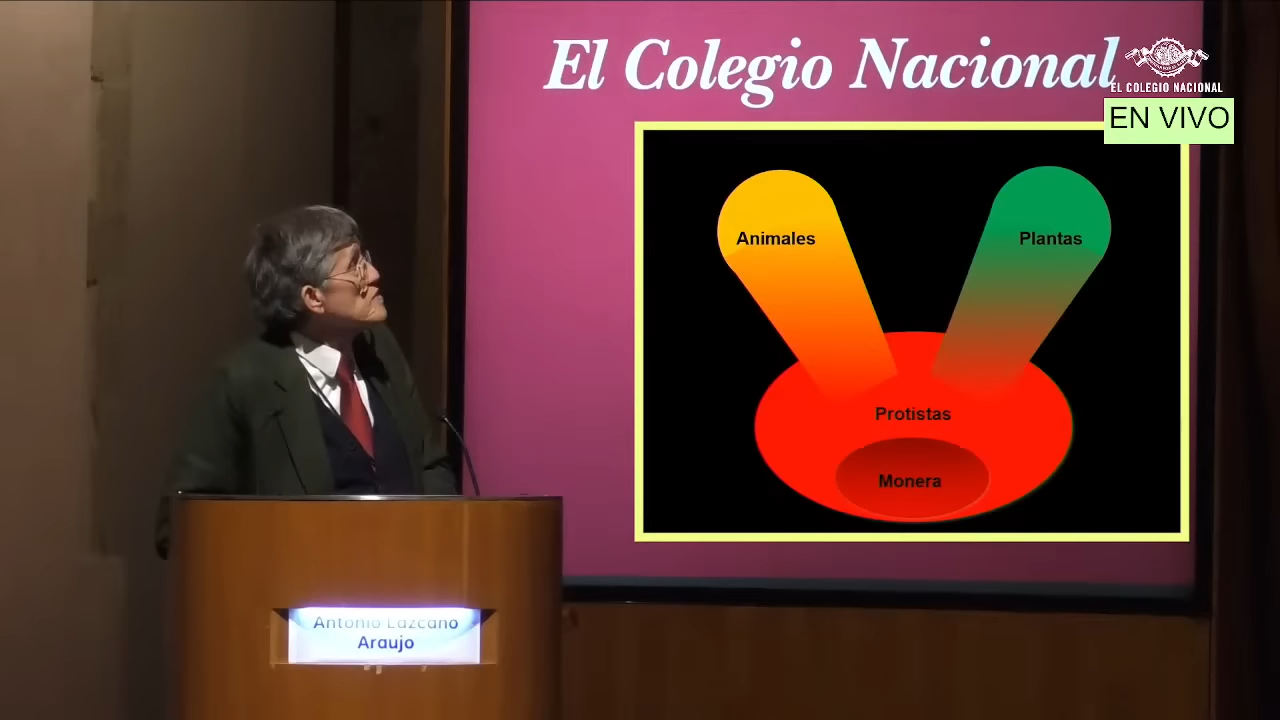 El Colegio Nacional
EL COLEGIO NACIONAL
EN VIVO
Animales
Plantas
Protistas
Monera
Antonio Lazcano
Araujo